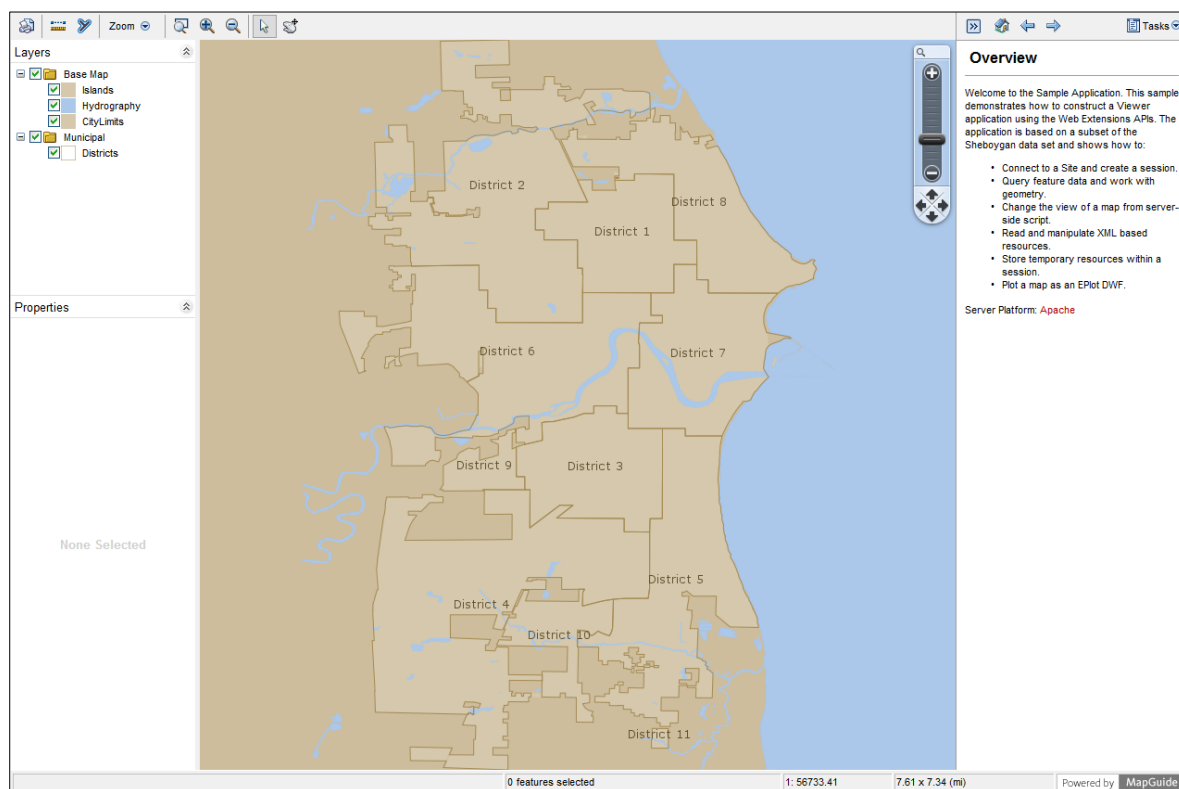 Zoom
Tasks
Layers
Base Map
Islands
Hydrography
CityLimits
Municipal
Districts
Properties
None Selected
District 2
District 8
District 1
District 6
District 7
District 9
District 3
District 5
District 4
District 10
District 11
Overview
Welcome to the Sample Application. This sample
demonstrates how to construct a Viewer
application using the Web Extensions APIs. The
application is based on a subset of the
Sheboygan data set and shows how to:
• Connect to a Site and create a session.
• Query feature data and work with
geometry.
• Change the view of a map from server-
side script.
• Read and manipulate XML based
resources.
• Store temporary resources within a
session.
• Plot a map as an EPlot DWF.
Server Platform: Apache
0 features selected
1: 56733.41
7.61 x 7.34 (mi)
Powered by MapGuide